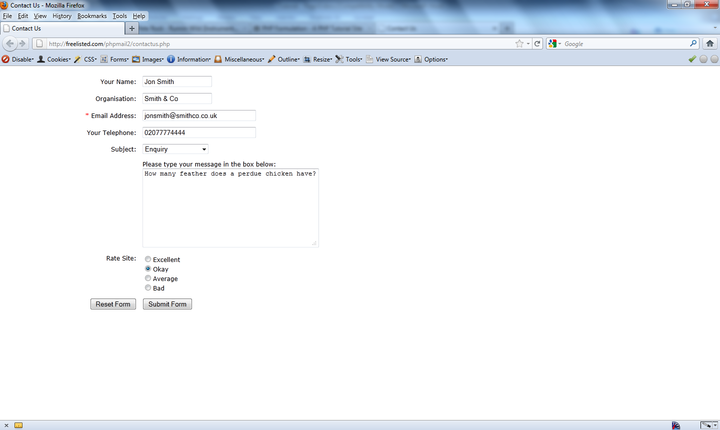 Contact Us - Mozilla Firefox
File Edit View History Bookmarks Tools Help
Contact Us
http://freelisted.com/phpmail2/contactus.php
Google
Disable Cookies CSS Forms Images Information Miscellaneous Outline Resize Tools View Source Options
Your Name: Jon Smith
Organisation: Smith & Co
* Email Address: jonsmith@smithco.co.uk
Your Telephone: 02077774444
Subject: Enquiry
Please type your message in the box below:
How many feather does a perdue chicken have?
Rate Site: Excellent
Okay
Average
Bad
Reset Form Submit Form